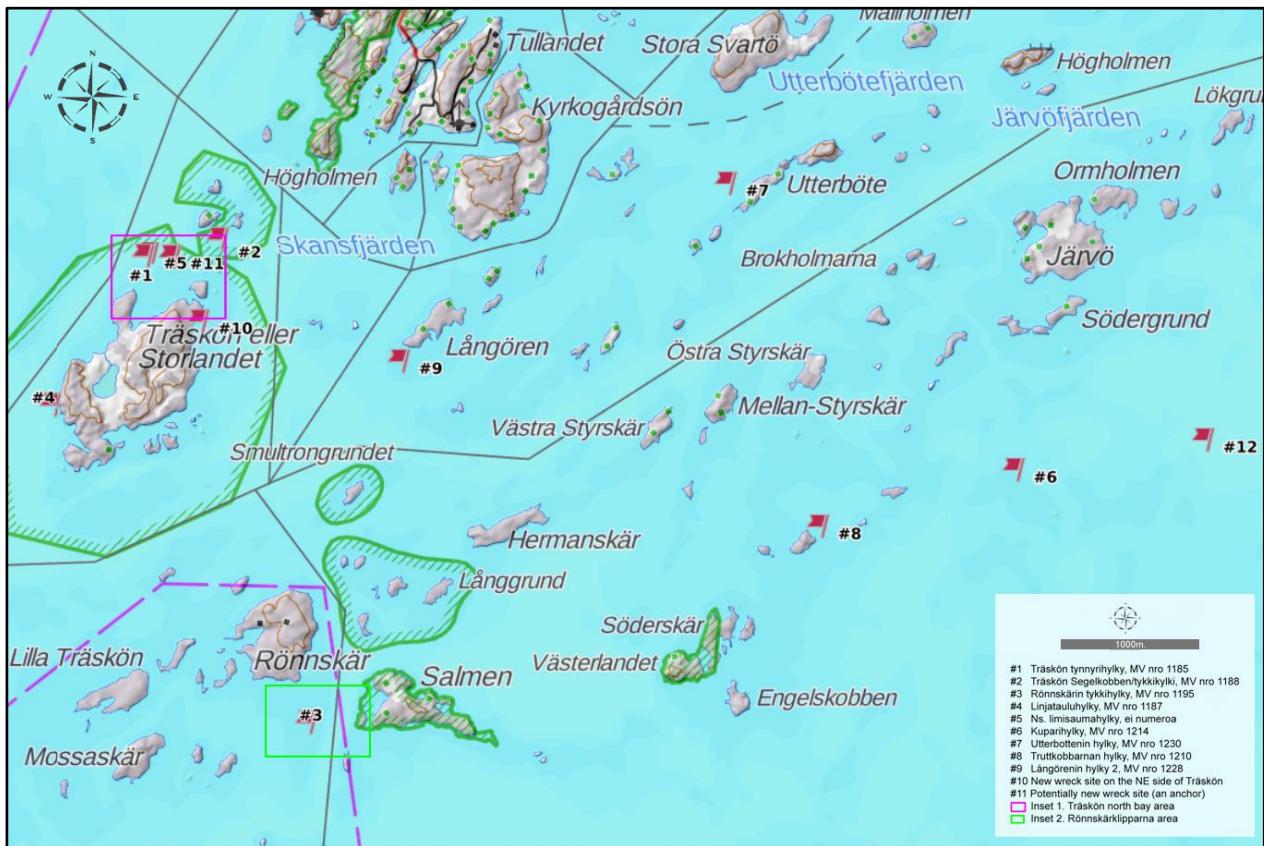 Tullandet
Stora Svartö
Mällholmen
Högholmen
Utterbötefjärden
Kyrkogårdsön
Järvöfjärden
N
W
E
S
Högholmen
#7
Utterböte
Ormholmen
#2
Skansfjärden
#1
#5
#11
Brokholmarna
Järvö
#10
Träskön eller
Storlandet
Långören
Södergrund
#9
Östra Styrskär
#4
Mellan-Styrskär
Västra Styrskär
#12
Smultrongrundet
#6
#8
Hermanskär
Långgrund
Söderskär
Lilla Träskön
Rönnskär
Västerlandet
Salmen
Engelskobben
#3
Mossaskär
1000m.
#1 Träskön tynnyrihylky, MV nro 1185
#2 Träskön Segelkobben/tykkikylki, MV nro 1188
#3 Rönnskärin tykkihylky, MV nro 1195
#4 Linjatauluhylky, MV nro 1187
#5 Ns. limisaumahylky, ei numeroa
#6 Kuparihylky, MV nro 1214
#7 Utterbottenin hylky, MV nro 1230
#8 Truttkobbarnan hylky, MV nro 1210
#9 Långörenin hylky 2, MV nro 1228
#10 New wreck site on the NE side of Träskön
#11 Potentially new wreck site (an anchor)
Inset 1. Träskön north bay area
Inset 2. Rönnskärklipparna area